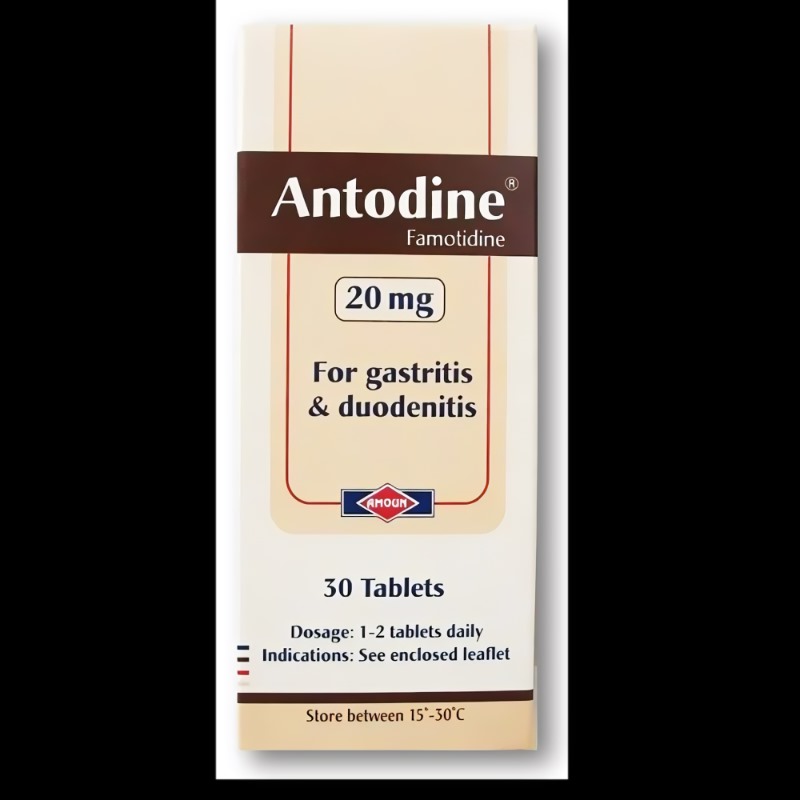 Antodine®
Famotidine
20 mg
For gastritis
& duodenitis
AMOUN
30 Tablets
Dosage: 1-2 tablets daily
Indications: See enclosed leaflet
Store between 15°-30°C